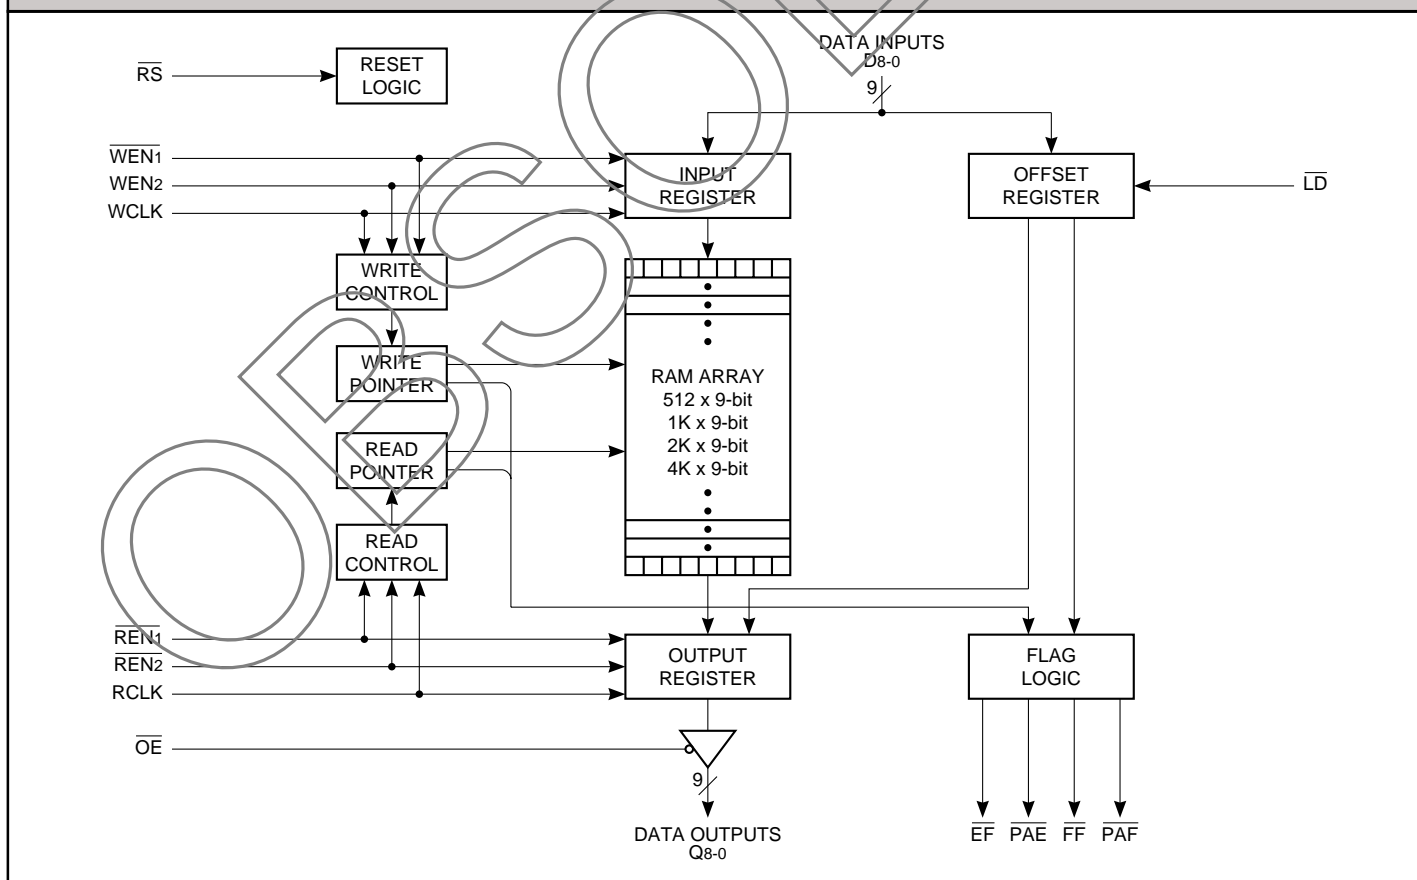 DATA INPUTS
D8-0
9
RS
RESET
LOGIC
WEN1
WEN2
WCLK
INPUT
REGISTER
OFFSET
REGISTER
LD
WRITE
CONTROL
WRITE
POINTER
READ
POINTER
READ
CONTROL
RAM ARRAY
512 x 9-bit
1K x 9-bit
2K x 9-bit
4K x 9-bit
REN1
REN2
RCLK
OUTPUT
REGISTER
FLAG
LOGIC
OE
9
DATA OUTPUTS
Q8-0
EF PAE FF PAF